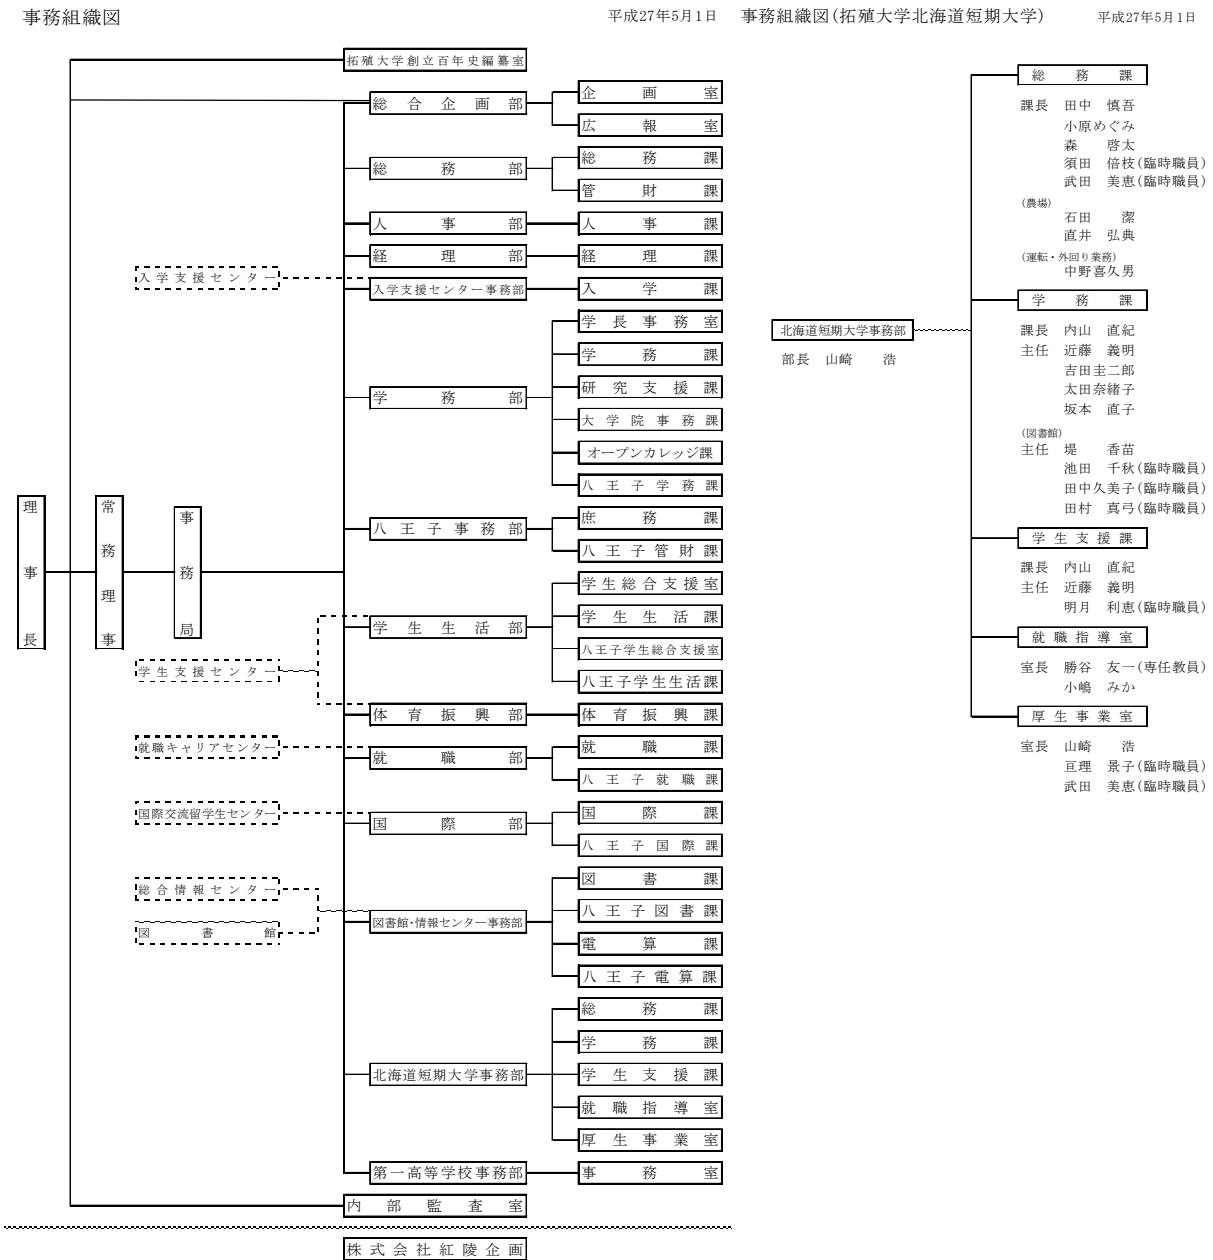 事務組織図
平成27年5月1日
拓殖大学創立百年史編纂室
総合企画部
企画室
広報室
総務部
総務課
管財課
人事部
人事課
経理部
経理課
入学支援センター
入学支援センター事務部
入学課
学務部
学長事務室
学務課
研究支援課
大学院事務課
オープンカレッジ課
八王子学務課
理事長
常務理事
事務局
八王子事務部
庶務課
八王子管財課
学生支援センター
学生生活部
学生総合支援室
学生生活課
八王子学生総合支援室
八王子学生生活課
体育振興部
体育振興課
就職キャリアセンター
就職部
就職課
八王子就職課
国際交流留学生センター
国際部
国際課
八王子国際課
総合情報センター
図書館
図書館・情報センター事務部
図書課
八王子図書課
電算課
八王子電算課
北海道短期大学事務部
総務課
学務課
学生支援課
就職指導室
厚生事業室
第一高等学校事務部
事務室
内部監査室
株式会社紅陵企画
事務組織図(拓殖大学北海道短期大学)
平成27年5月1日
北海道短期大学事務部
部長 山崎 浩
総務課
課長 田中 慎吾
小原めぐみ
森 啓太
須田 倍枝(臨時職員)
武田 美恵(臨時職員)
(農場)
石田 潔
直井 弘典
(運転・外回り業務)
中野喜久男
学務課
課長 内山 直紀
主任 近藤 義明
吉田圭二郎
太田奈緒子
坂本 直子
(図書館)
主任 堤 香苗
池田 千秋(臨時職員)
田中久美子(臨時職員)
田村 真弓(臨時職員)
学生支援課
課長 内山 直紀
主任 近藤 義明
明月 利恵(臨時職員)
就職指導室
室長 勝谷 友一(専任教員)
小嶋 みか
厚生事業室
室長 山崎 浩
亘理 景子(臨時職員)
武田 美恵(臨時職員)